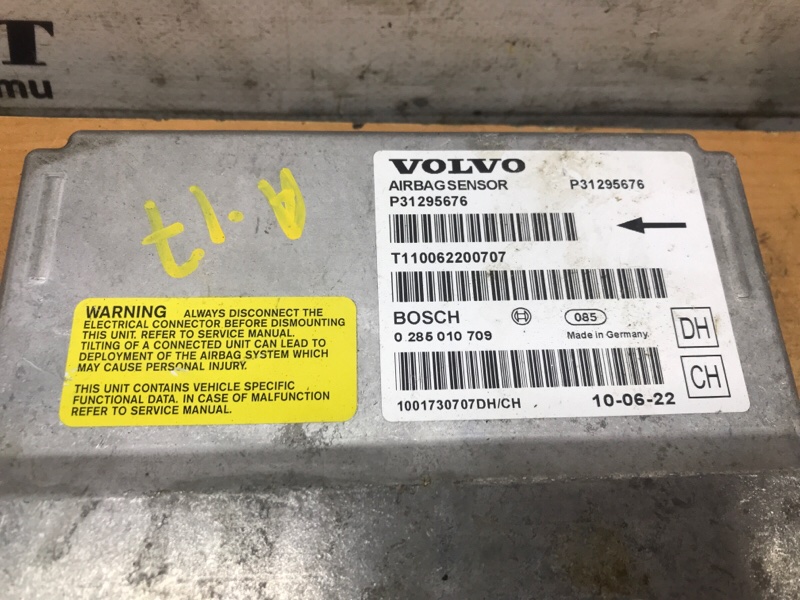 T
mu
A-17
VOLVO
AIRBAG SENSOR P31295676
P31295676
T110062200707
BOSCH 085
0 285 010 709 Made in Germany
DH
CH
1001730707DH/CH 10-06-22
WARNING ALWAYS DISCONNECT THE
ELECTRICAL CONNECTOR BEFORE DISMOUNTING
THIS UNIT. REFER TO SERVICE MANUAL.
TILTING OF A CONNECTED UNIT CAN LEAD TO
DEPLOYMENT OF THE AIRBAG SYSTEM WHICH
MAY CAUSE PERSONAL INJURY.
THIS UNIT CONTAINS VEHICLE SPECIFIC
FUNCTIONAL DATA. IN CASE OF MALFUNCTION
REFER TO SERVICE MANUAL.